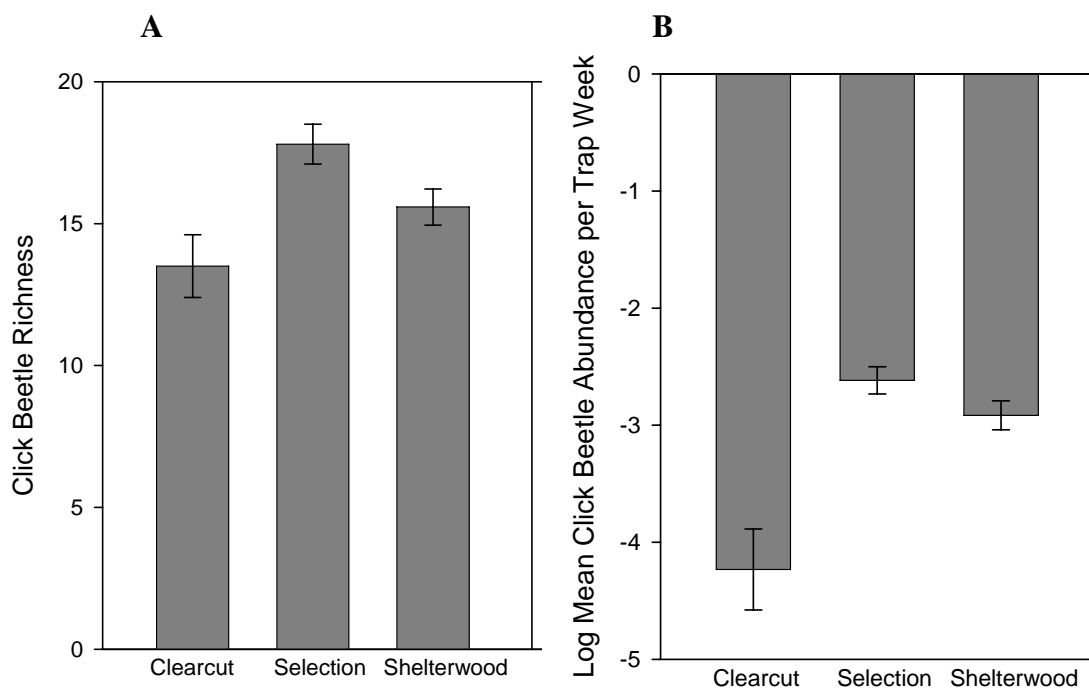 A
Click Beetle Richness
20
15
10
5
0
Clearcut
Selection
Shelterwood
B
Log Mean Click Beetle Abundance per Trap Week
0
-1
-2
-3
-4
-5
Clearcut
Selection
Shelterwood